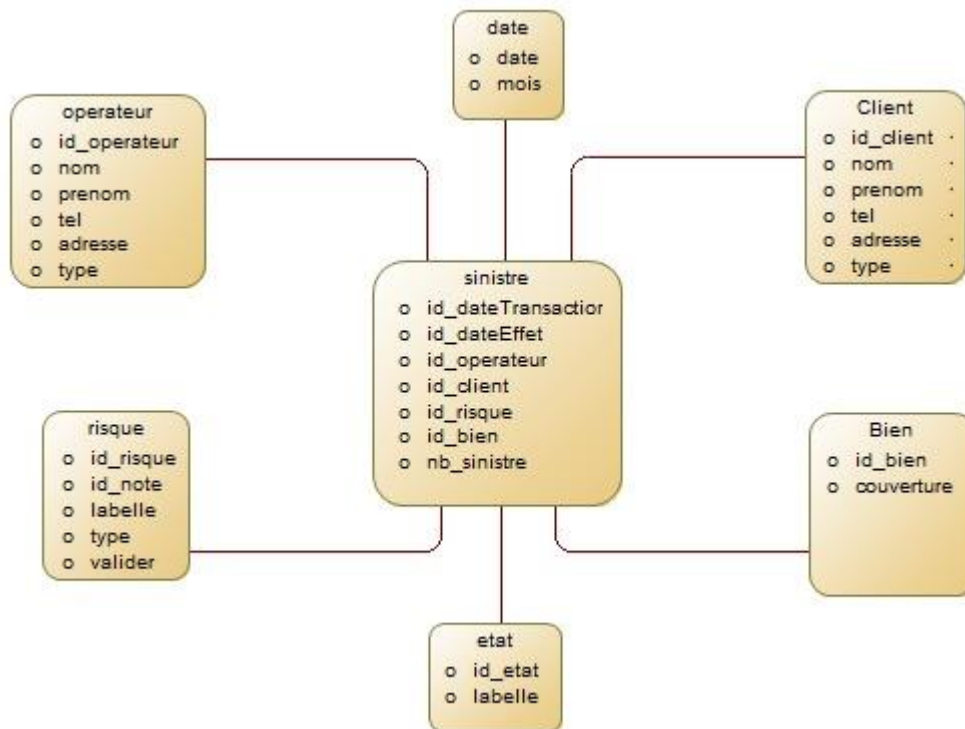 date
date
mois
operateur
id_operateur
nom
prenom
tel
adresse
type
Client
id_client
nom
prenom
tel
adresse
type
sinistre
id_dateTransactior
id_dateEffet
id_operateur
id_client
id_risque
id_bien
nb_sinistre
risque
id_risque
id_note
labelle
type
valider
Bien
id_bien
couverture
etat
id_etat
labelle